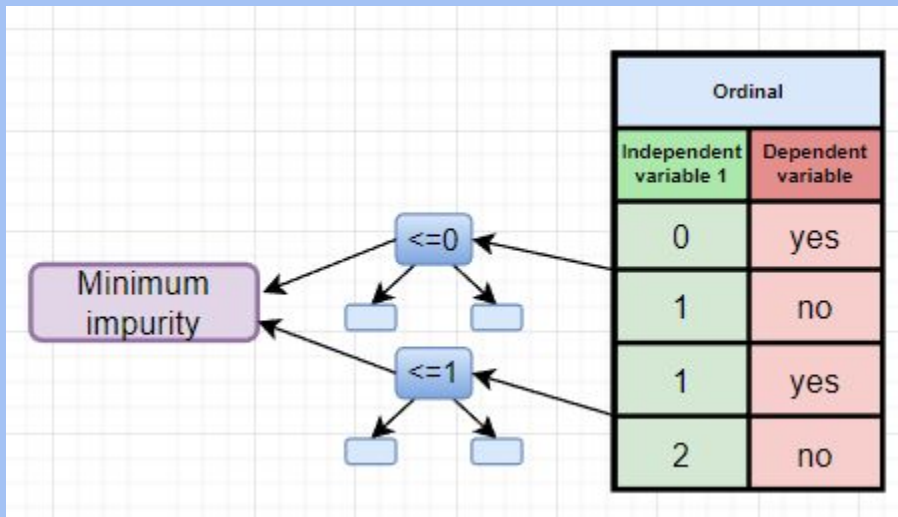 Ordinal
Independent variable 1
Dependent variable
0 yes
1 no
1 yes
2 no
<=0
<=1
Minimum
impurity